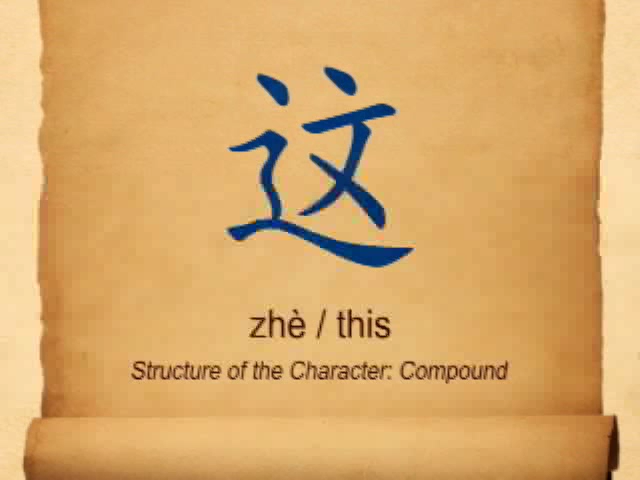 这
zhè / this
Structure of the Character: Compound